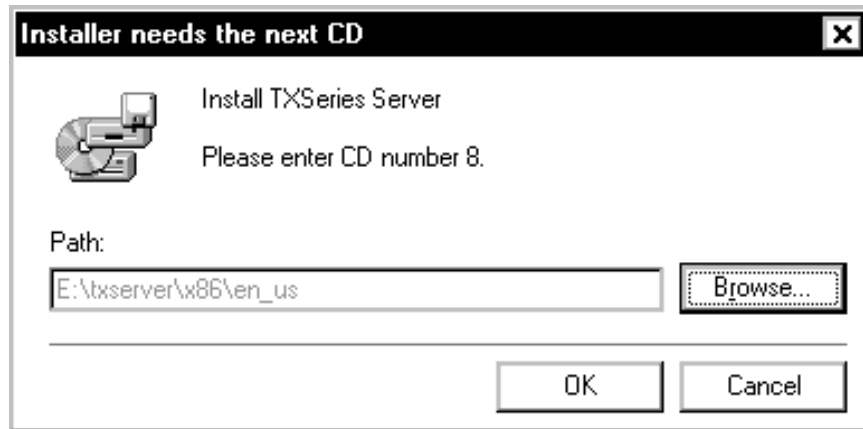 Installer needs the next CD
Install TXSeries Server
Please enter CD number 8.
Path:
E:\txserver\x86\en_us
Browse...
OK
Cancel